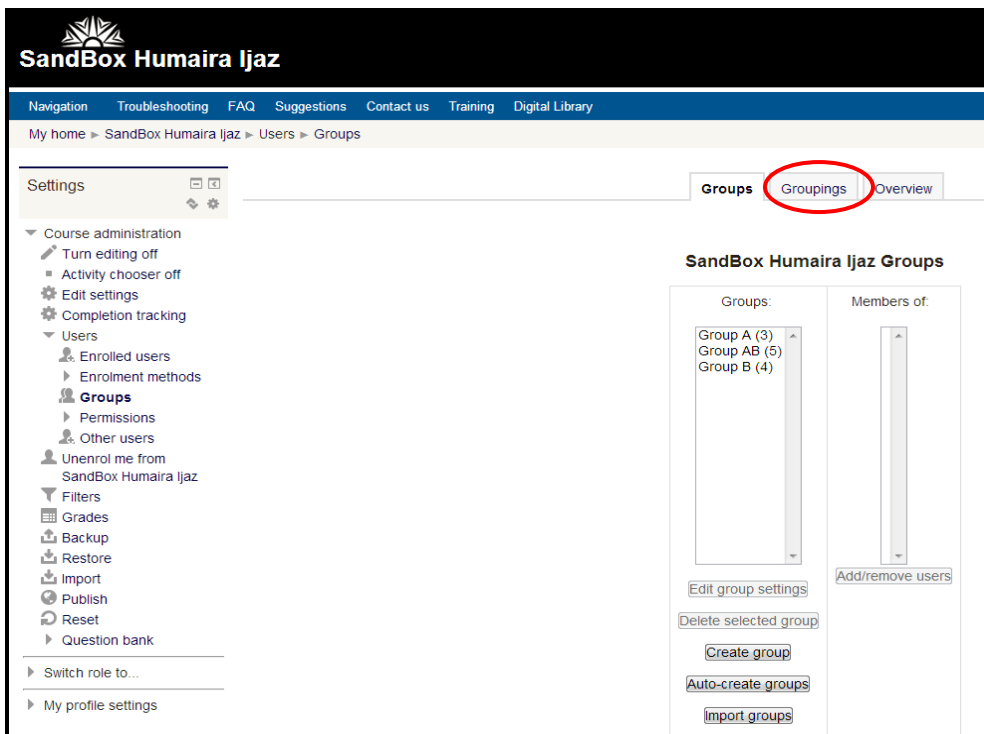 SandBox Humaira Ijaz
Navigation Troubleshooting FAQ Suggestions Contact us Training Digital Library
My home ► SandBox Humaira Ijaz ► Users ► Groups
Settings
Course administration
Turn editing off
Activity chooser off
Edit settings
Completion tracking
Users
Enrolled users
Enrolment methods
Groups
Permissions
Other users
Unenrol me from
SandBox Humaira Ijaz
Filters
Grades
Backup
Restore
Import
Publish
Reset
Question bank
Switch role to...
My profile settings
Groups Groupings Overview
SandBox Humaira Ijaz Groups
Groups:
Group A (3)
Group AB (5)
Group B (4)
Edit group settings
Delete selected group
Create group
Auto-create groups
Import groups
Members of:
Add/remove users